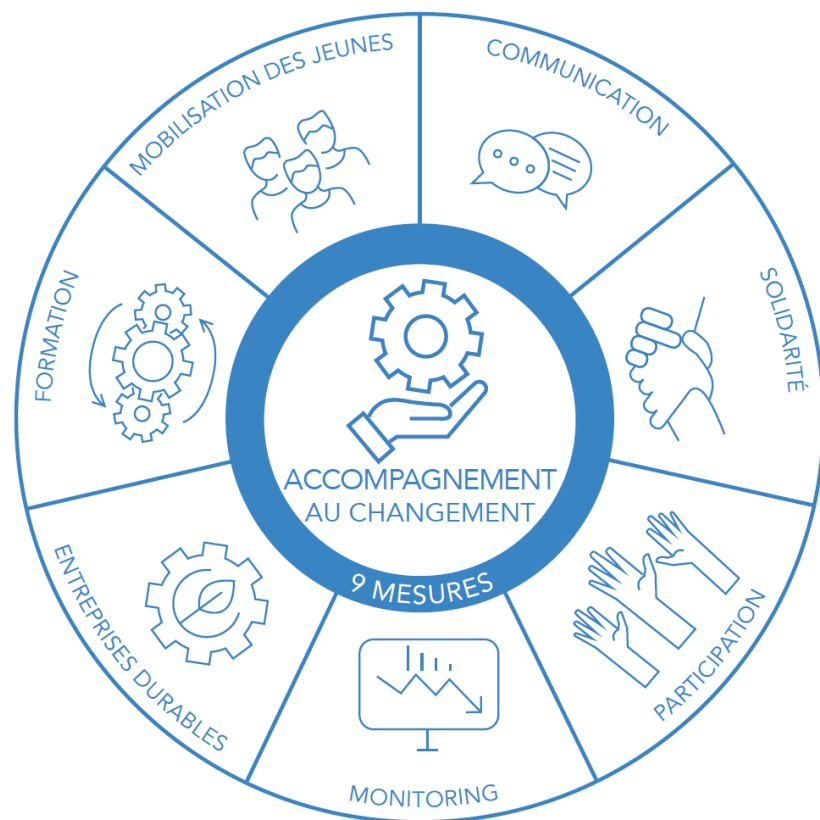 MOBILISATION DES JEUNES
COMMUNICATION
SOLIDARITÉ
PARTICIPATION
MONITORING
ENTREPRISES DURABLES
FORMATION
ACCOMPAGNEMENT
AU CHANGEMENT
9 MESURES